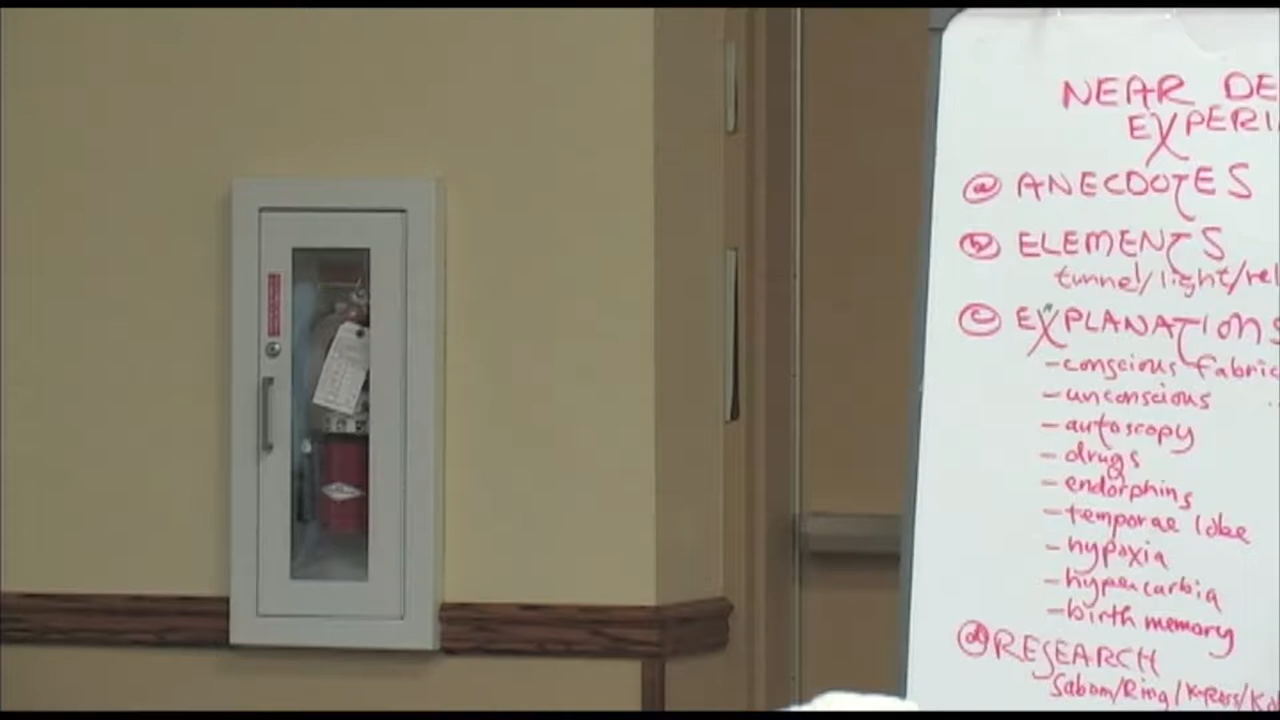 NEAR DE
EXPERI
ⓐ ANECDOTES
ⓑ ELEMENTS
tunnel/light/rel
ⓒ EXPLANATIONS
-conscious fabric
-unconscious
-autoscopy
-drugs
-endorphins
-temporal lobe
-hypoxia
-hypercarbia
-birth memory
ⓓ RESEARCH
Sabom/Ring/K-Ross/